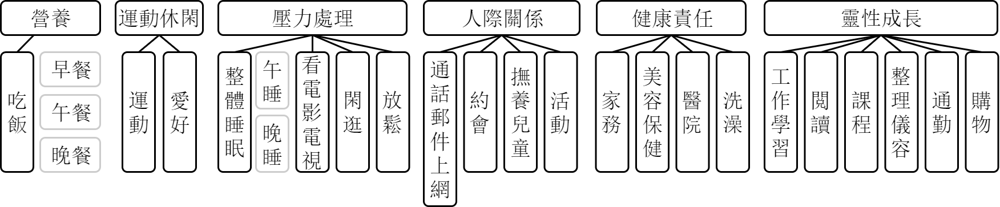 營養
吃飯
早餐
午餐
晚餐
運動休閑
運動
愛好
壓力處理
整體睡眠
午睡
晚睡
看電影電視
閑逛
放鬆
人際關係
通話郵件上網
約會
撫養兒童
活動
健康責任
家務
美容保健
醫院
洗澡
靈性成長
工作學習
閱讀
課程
整理儀容
通勤
購物